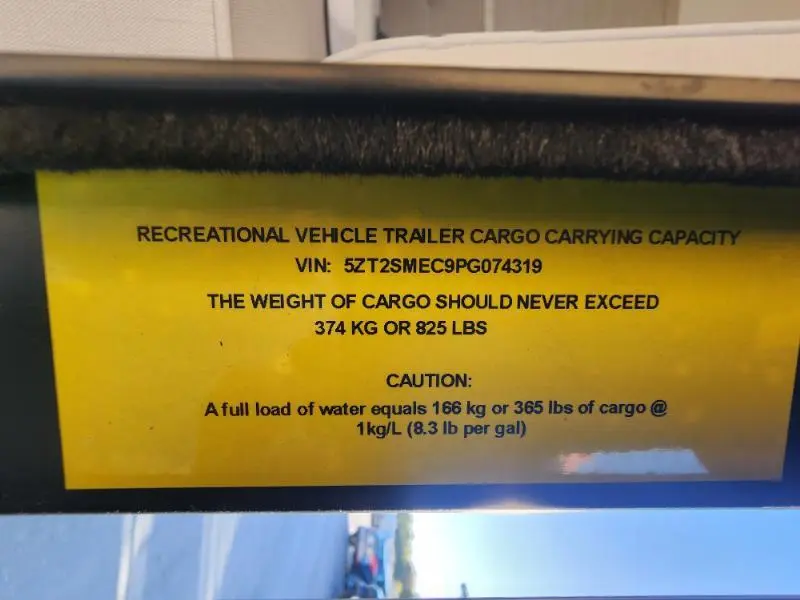 RECREATIONAL VEHICLE TRAILER CARGO CARRYING CAPACITY
VIN: 5ZT2SMEC9PG074319
THE WEIGHT OF CARGO SHOULD NEVER EXCEED
374 KG OR 825 LBS
CAUTION:
A full load of water equals 166 kg or 365 lbs of cargo @
1kg/L (8.3 lb per gal)